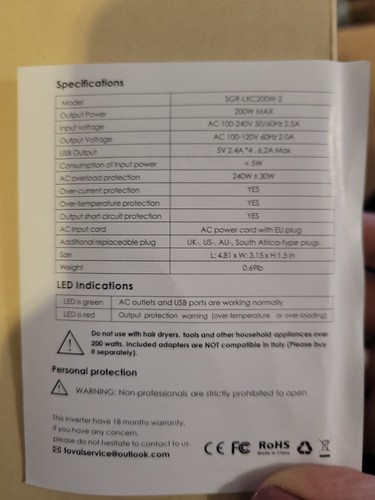 Specifications
Model SGR-LRC200W-2
Output Power 200W MAX
Input voltage AC 100-240V 50/60Hz 2.5A
Output Voltage AC 100-120V 60Hz 2.0A
USB Output 5V 2.4A *4 , 6.2A Max
Consumption of input power < 5W
AC overload protection 240W ± 30W
Over-current protection YES
Over-temperature protection YES
Output short circuit protection YES
AC input cord AC power cord with EU plug
Additional replaceable plug UK-, US-, AU-, South Africa-type plugs
Size L: 4.81 x W: 3.15 x H:1.5 in
Weight 0.69lb
LED Indications
LED is green AC outlets and USB ports are working normally
LED is red Output protection warning (over-temperature or over-loading)
Do not use with hair dryers, tools and other household appliances over
200 watts. Included adapters are NOT compatible in Italy (Please buy
it separately).
Personal protection
WARNING: Non-professionals are strictly prohibited to open
This inverter have 18 months warranty,
if you have any concern,
please do not hesitate to contact us.
fovalservice@outlook.com
CE FC RoHS
Made in China